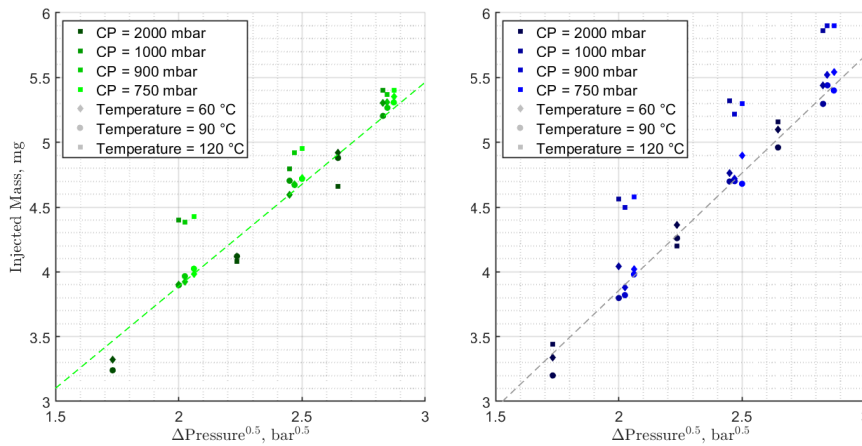 6
5.5
5
4.5
4
3.5
3
Injected Mass, mg
CP = 2000 mbar
CP = 1000 mbar
CP = 900 mbar
CP = 750 mbar
Temperature = 60 °C
Temperature = 90 °C
Temperature = 120 °C
1.5 2 2.5 3
ΔPressure^0.5, bar^0.5
6
5.5
5
4.5
4
3.5
3
CP = 2000 mbar
CP = 1000 mbar
CP = 900 mbar
CP = 750 mbar
Temperature = 60 °C
Temperature = 90 °C
Temperature = 120 °C
1.5 2 2.5
ΔPressure^0.5, bar^0.5